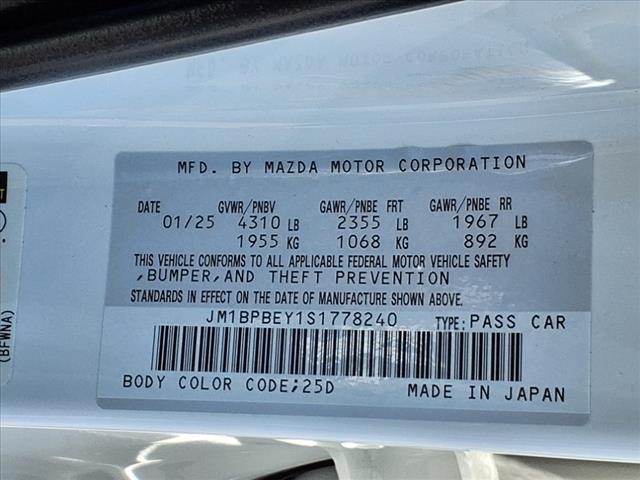 MFD. BY MAZDA MOTOR CORPORATION
DATE GVWR/PNBV GAWR/PNBE FRT GAWR/PNBE RR
01/25 4310 LB 2355 LB 1967 LB
1955 KG 1068 KG 892 KG
THIS VEHICLE CONFORMS TO ALL APPLICABLE FEDERAL MOTOR VEHICLE SAFETY
,BUMPER,AND THEFT PREVENTION
STANDARDS IN EFFECT ON THE DATE OF MANUFACTURE SHOWN ABOVE.
JM1BPBEY1S1778240 TYPE:PASS CAR
BODY COLOR CODE;25D MADE IN JAPAN
(BFWNA)